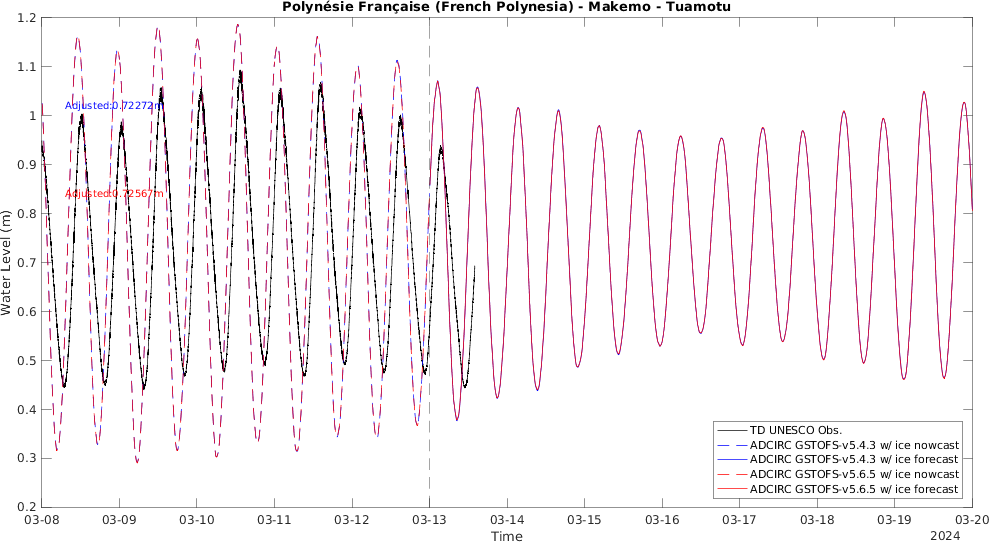 Polynésie Française (French Polynesia) - Makemo - Tuamotu
1.2
1.1
1
0.9
0.8
0.7
0.6
0.5
0.4
0.3
0.2
Water Level (m)
Adjusted:0.72272m
Adjusted:0.72567m
TD UNESCO Obs.
ADCIRC GSTOFS-v5.4.3 w/ ice nowcast
ADCIRC GSTOFS-v5.4.3 w/ ice forecast
ADCIRC GSTOFS-v5.6.5 w/ ice nowcast
ADCIRC GSTOFS-v5.6.5 w/ ice forecast
03-08 03-09 03-10 03-11 03-12 03-13 03-14 03-15 03-16 03-17 03-18 03-19 03-20
Time
2024